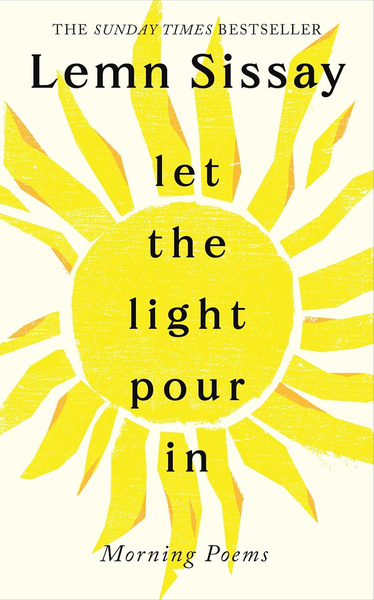 THE SUNDAY TIMES BESTSELLER
Lemn Sissay
let
the
light
pour
in
Morning Poems